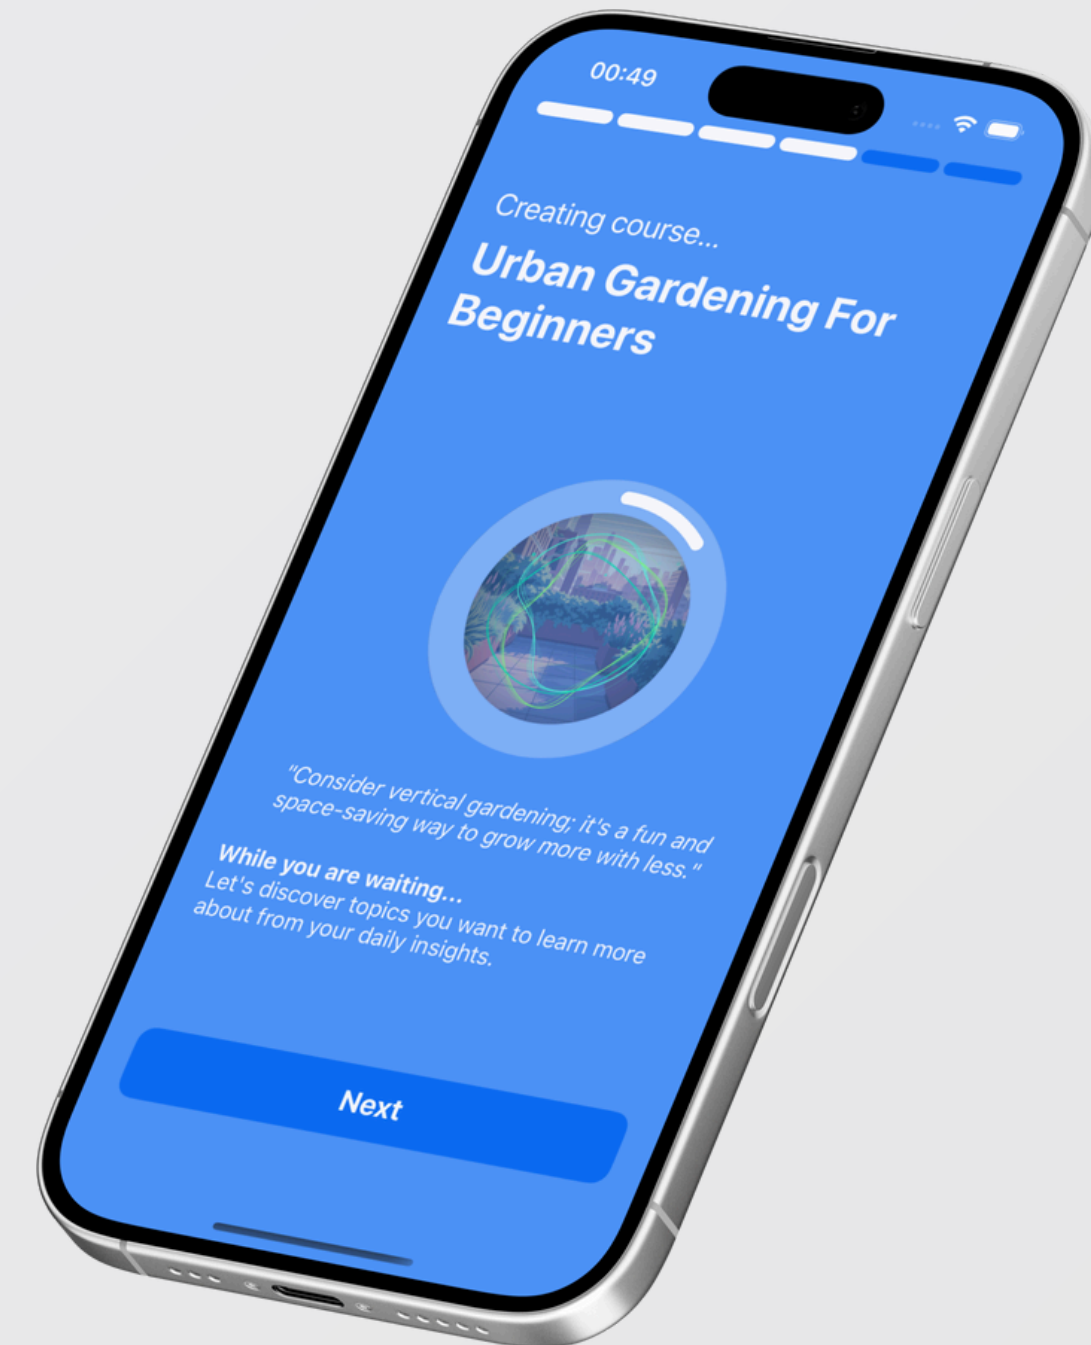 00:49
Creating course...
Urban Gardening For
Beginners
"Consider vertical gardening; it's a fun and
space-saving way to grow more with less."
While you are waiting...
Let's discover topics you want to learn more
about from your daily insights.
Next